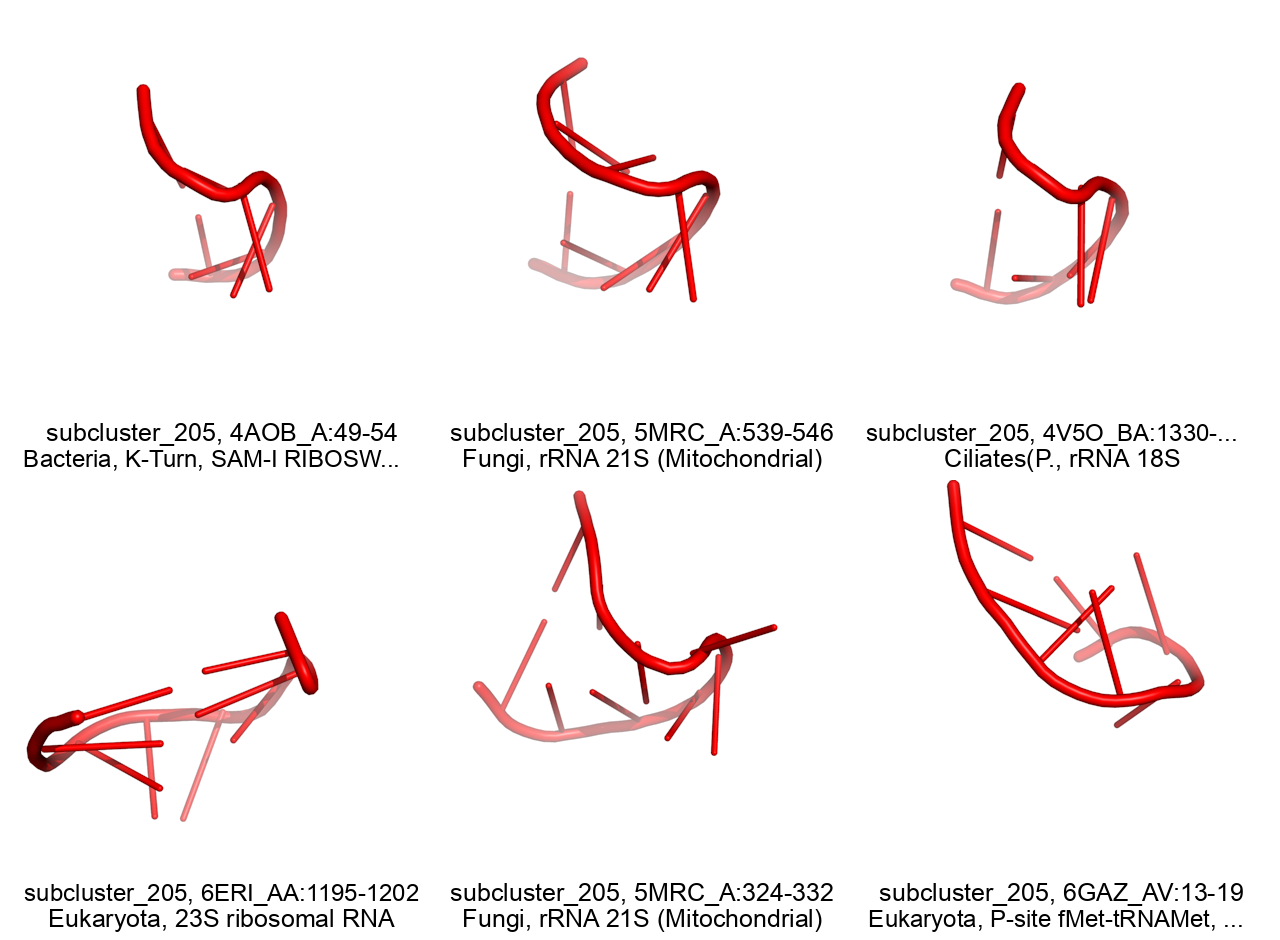 subcluster_205, 4AOB_A:49-54
Bacteria, K-Turn, SAM-I RIBOSW...
subcluster_205, 5MRC_A:539-546
Fungi, rRNA 21S (Mitochondrial)
subcluster_205, 4V5O_BA:1330-...
Ciliates(P., rRNA 18S
subcluster_205, 6ERI_AA:1195-1202
Eukaryota, 23S ribosomal RNA
subcluster_205, 5MRC_A:324-332
Fungi, rRNA 21S (Mitochondrial)
subcluster_205, 6GAZ_AV:13-19
Eukaryota, P-site fMet-tRNAMet, ...